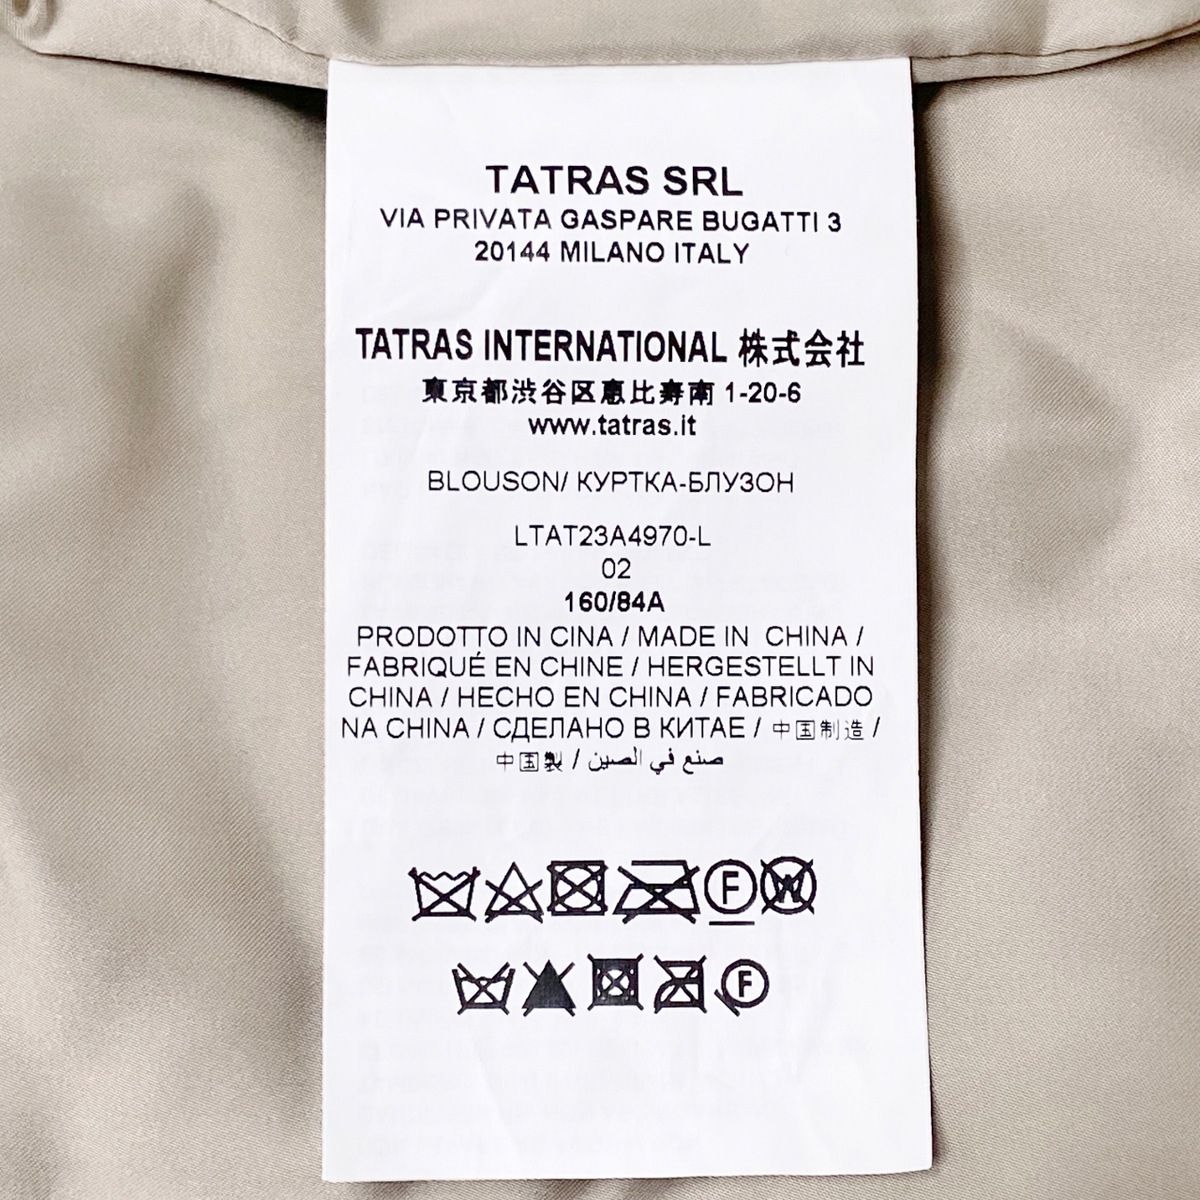 TATRAS SRL
VIA PRIVATA GASPARE BUGATTI 3
20144 MILANO ITALY
TATRAS INTERNATIONAL 株式会社
東京都渋谷区恵比寿南 1-20-6
www.tatras.it
BLOUSON/ КУРТКА-БЛУЗОН
LTAT23A4970-L
02
160/84A
PRODOTTO IN CINA / MADE IN CHINA /
FABRIQUÉ EN CHINE / HERGESTELLT IN
CHINA / HECHO EN CHINA / FABRICADO
NA CHINA / СДЕЛАНО В КИТАЕ / 中国制造 /
中国製 / صنع في الصين
F W
F